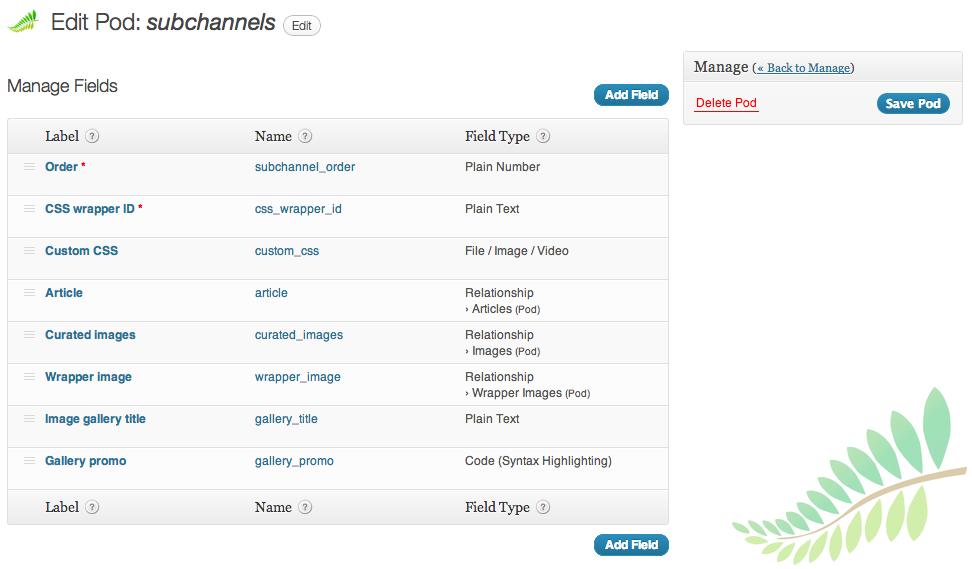 Edit Pod: subchannels Edit
Manage (« Back to Manage)
Manage Fields
Add Field
Delete Pod Save Pod
Label ? Name ? Field Type ?
Order * subchannel_order Plain Number
CSS wrapper ID * css_wrapper_id Plain Text
Custom CSS custom_css File / Image / Video
Article article Relationship
› Articles (Pod)
Curated images curated_images Relationship
› Images (Pod)
Wrapper image wrapper_image Relationship
› Wrapper Images (Pod)
Image gallery title gallery_title Plain Text
Gallery promo gallery_promo Code (Syntax Highlighting)
Label ? Name ? Field Type ?
Add Field